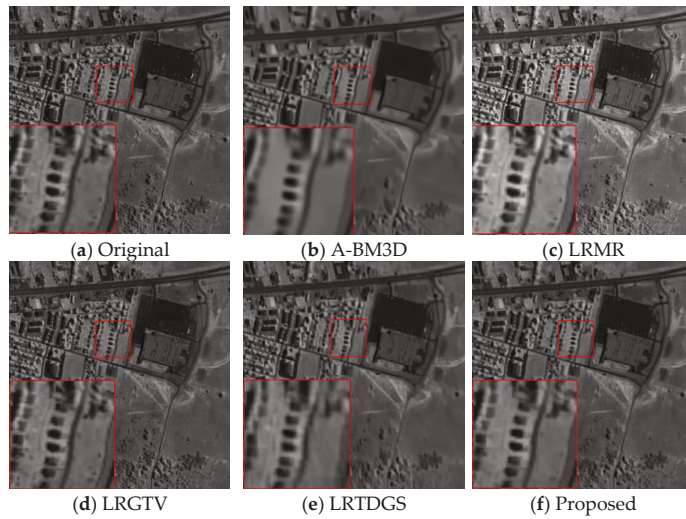 (a) Original
(b) A-BM3D
(c) LRMR
(d) LRGTV
(e) LRTDGS
(f) Proposed